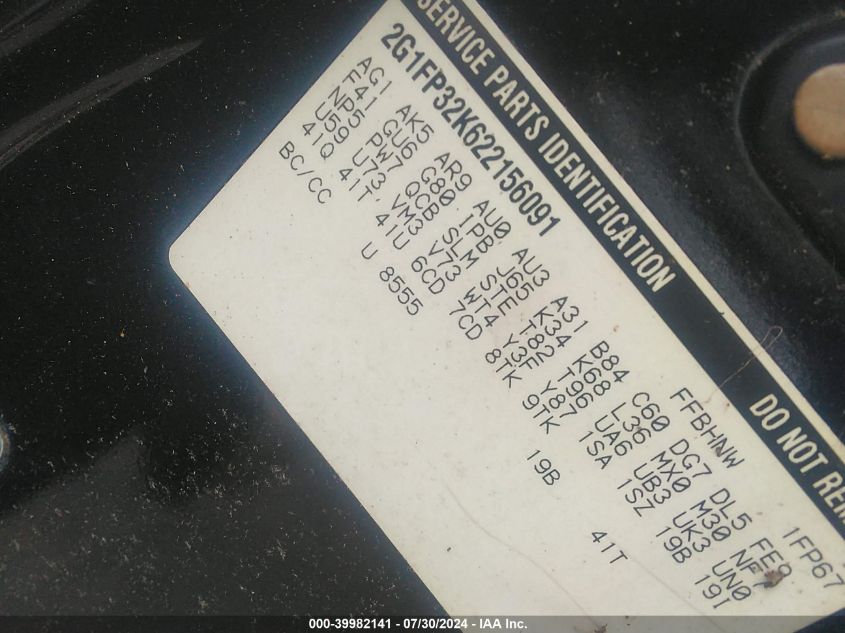 SERVICE PARTS IDENTIFICATION DO NOT REM
2G1FP32K622156091 FFBHNW 1FP67
AG1 AK5 AR9 AU0 AU3 A31 B84 C60 DG7 DL5 FE9
F41 GU6 G80 IPB J65 K34 K68 L36 MX0 M30 NF7
NP5 PW7 QCB SLM STE T82 T96 UA6 UB3 UK3 UN0
U59 U73 VM3 V73 WT4 Y3F Y87 1SA 1SZ 19B 19I
41Q 41T 41U 6CD 7CD 8TK 9TK
BC/CC U 8555 19B 41T
000-39982141 - 07/30/2024 - IAA Inc.